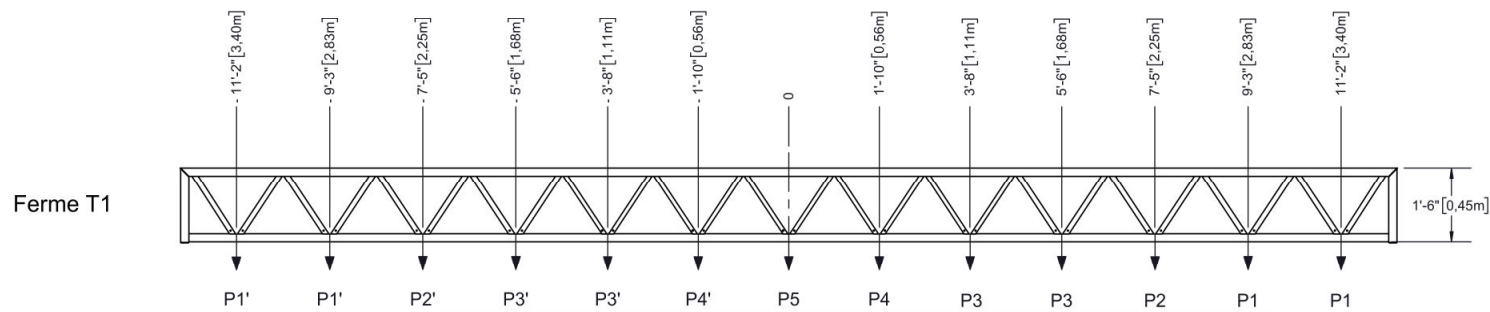 - 11'-2" [3,40m]
- 9'-3" [2,83m]
- 7'-5" [2,25m]
- 5'-6" [1,68m]
- 3'-8" [1,11m]
- 1'-10" [0,56m]
0
1'-10" [0,56m]
3'-8" [1,11m]
5'-6" [1,68m]
7'-5" [2,25m]
9'-3" [2,83m]
11'-2" [3,40m]
Ferme T1
1'-6" [0,45m]
P1' P1' P2' P3' P3' P4' P5 P4 P3 P3 P2 P1 P1